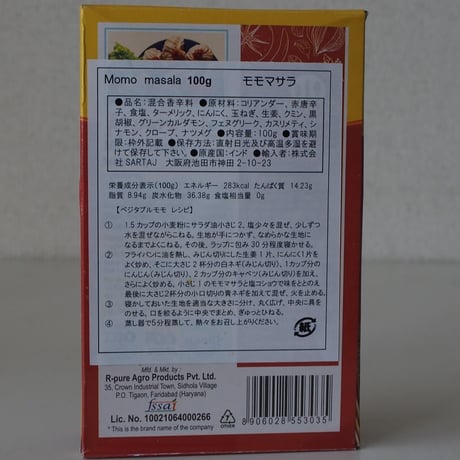 Momo masala 100g　モモマサラ
●品名：混合香辛料　●原材料：コリアンダー、赤唐辛
子、食塩、ターメリック、にんにく、玉ねぎ、生姜、クミン、黒
胡椒、グリーンカルダモン、フェヌグリーク、カスリメティ、シ
ナモン、クローブ、ナツメグ　●内容量：100g　●賞味期
限：枠外記載　●保存方法：直射日光及び高温多湿を避
けて保存して下さい。●原産国：インド　●輸入者：株式会
社 SARTAJ　大阪府池田市神田 2-10-23
栄養成分表示（100g）　エネルギー　283kcal　たんぱく質　14.23g
脂質　8.94g　炭水化物　36.38g　食塩相当量　0g
【ベジタブルモモ レシピ】
① 1.5 カップの小麦粉にサラダ油小さじ 2、塩少々を混ぜ、少しずつ
水を混ぜながらこねる。生地が手につかず、なめらかな生地に
なるまでよくこねる。その後、ラップに包み 30 分程度寝かせる。
② フライパンに油を熱し、みじん切りした生姜 1 片、にんにく 1 片を
よく炒め、そこに大さじ 2 杯分の白ネギ（みじん切り）、1 カップ分の
にんじん（みじん切り）、2 カップ分のキャベツ（みじん切り）を加え、
さらによく炒める。小さじ 1 のモモマサラと塩コショウで味をととのえ
最後に大さじ2杯分の小口切りの青ネギを加えて混ぜ、火を止める。
③ 寝かしておいた生地を適当な大きさに分け、丸く広げ、中央に具を
のせる。口を絞るように中央でまとめ、ぎゅっとひねる。
④ 蒸し器で5分程蒸して、熱々をお召し上がりください。
紙
Mfd. & Mkt. by :
R-pure Agro Products Pvt. Ltd.
35, Crown Industrial Town, Sidhola Village
P.O. Tigaon, Faridabad (Haryana)
fssai
Lic. No. 10021064000266
* This is the brand name of the company
7
OTHER
8906028553035